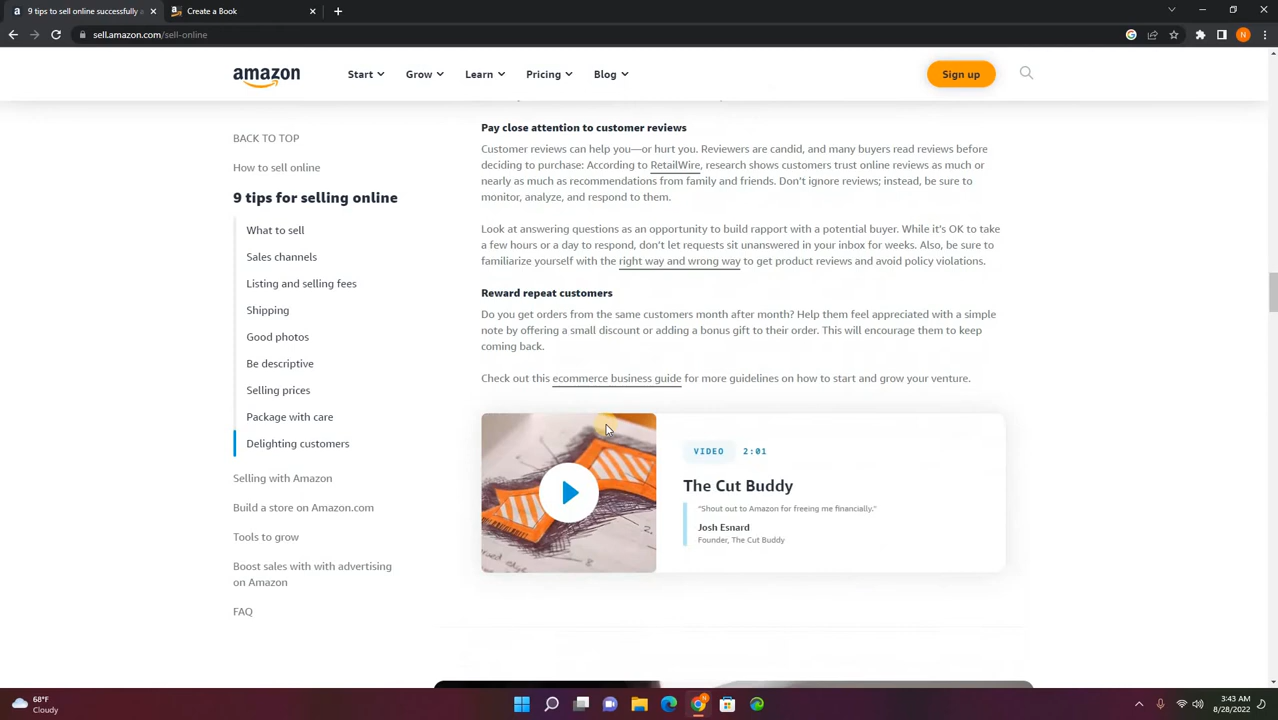 9 tips to sell online successfully a
Create a Book
sell.amazon.com/sell-online
N
amazon
Start
Grow
Learn
Pricing
Blog
Sign up
BACK TO TOP
How to sell online
9 tips for selling online
What to sell
Sales channels
Listing and selling fees
Shipping
Good photos
Be descriptive
Selling prices
Package with care
Delighting customers
Selling with Amazon
Build a store on Amazon.com
Tools to grow
Boost sales with with advertising
on Amazon
FAQ
Pay close attention to customer reviews
Customer reviews can help you—or hurt you. Reviewers are candid, and many buyers read reviews before
deciding to purchase: According to RetailWire, research shows customers trust online reviews as much or
nearly as much as recommendations from family and friends. Don't ignore reviews; instead, be sure to
monitor, analyze, and respond to them.
Look at answering questions as an opportunity to build rapport with a potential buyer. While it's OK to take
a few hours or a day to respond, don't let requests sit unanswered in your inbox for weeks. Also, be sure to
familiarize yourself with the right way and wrong way to get product reviews and avoid policy violations.
Reward repeat customers
Do you get orders from the same customers month after month? Help them feel appreciated with a simple
note by offering a small discount or adding a bonus gift to their order. This will encourage them to keep
coming back.
Check out this ecommerce business guide for more guidelines on how to start and grow your venture.
VIDEO 2:01
The Cut Buddy
"Shout out to Amazon for freeing me financially."
Josh Esnard
Founder, The Cut Buddy
68°F
Cloudy
3:43 AM
8/28/2022